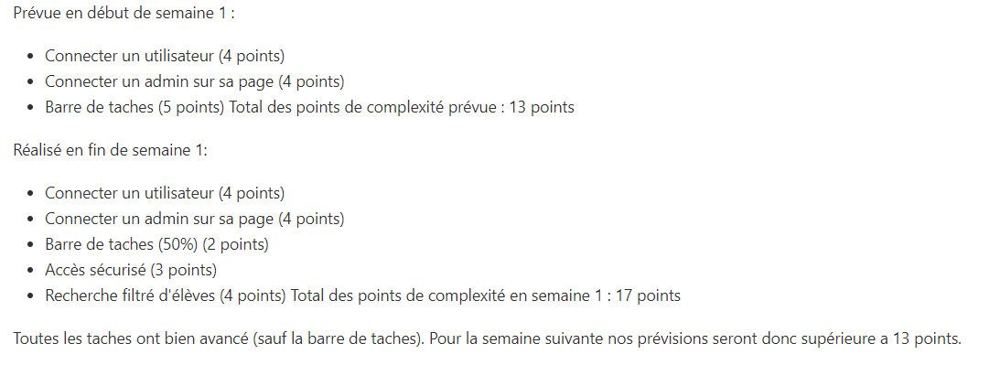 Prévue en début de semaine 1 :
• Connecter un utilisateur (4 points)
• Connecter un admin sur sa page (4 points)
• Barre de taches (5 points) Total des points de complexité prévue : 13 points
Réalisé en fin de semaine 1:
• Connecter un utilisateur (4 points)
• Connecter un admin sur sa page (4 points)
• Barre de taches (50%) (2 points)
• Accès sécurisé (3 points)
• Recherche filtré d'élèves (4 points) Total des points de complexité en semaine 1 : 17 points
Toutes les taches ont bien avancé (sauf la barre de taches). Pour la semaine suivante nos prévisions seront donc supérieure a 13 points.